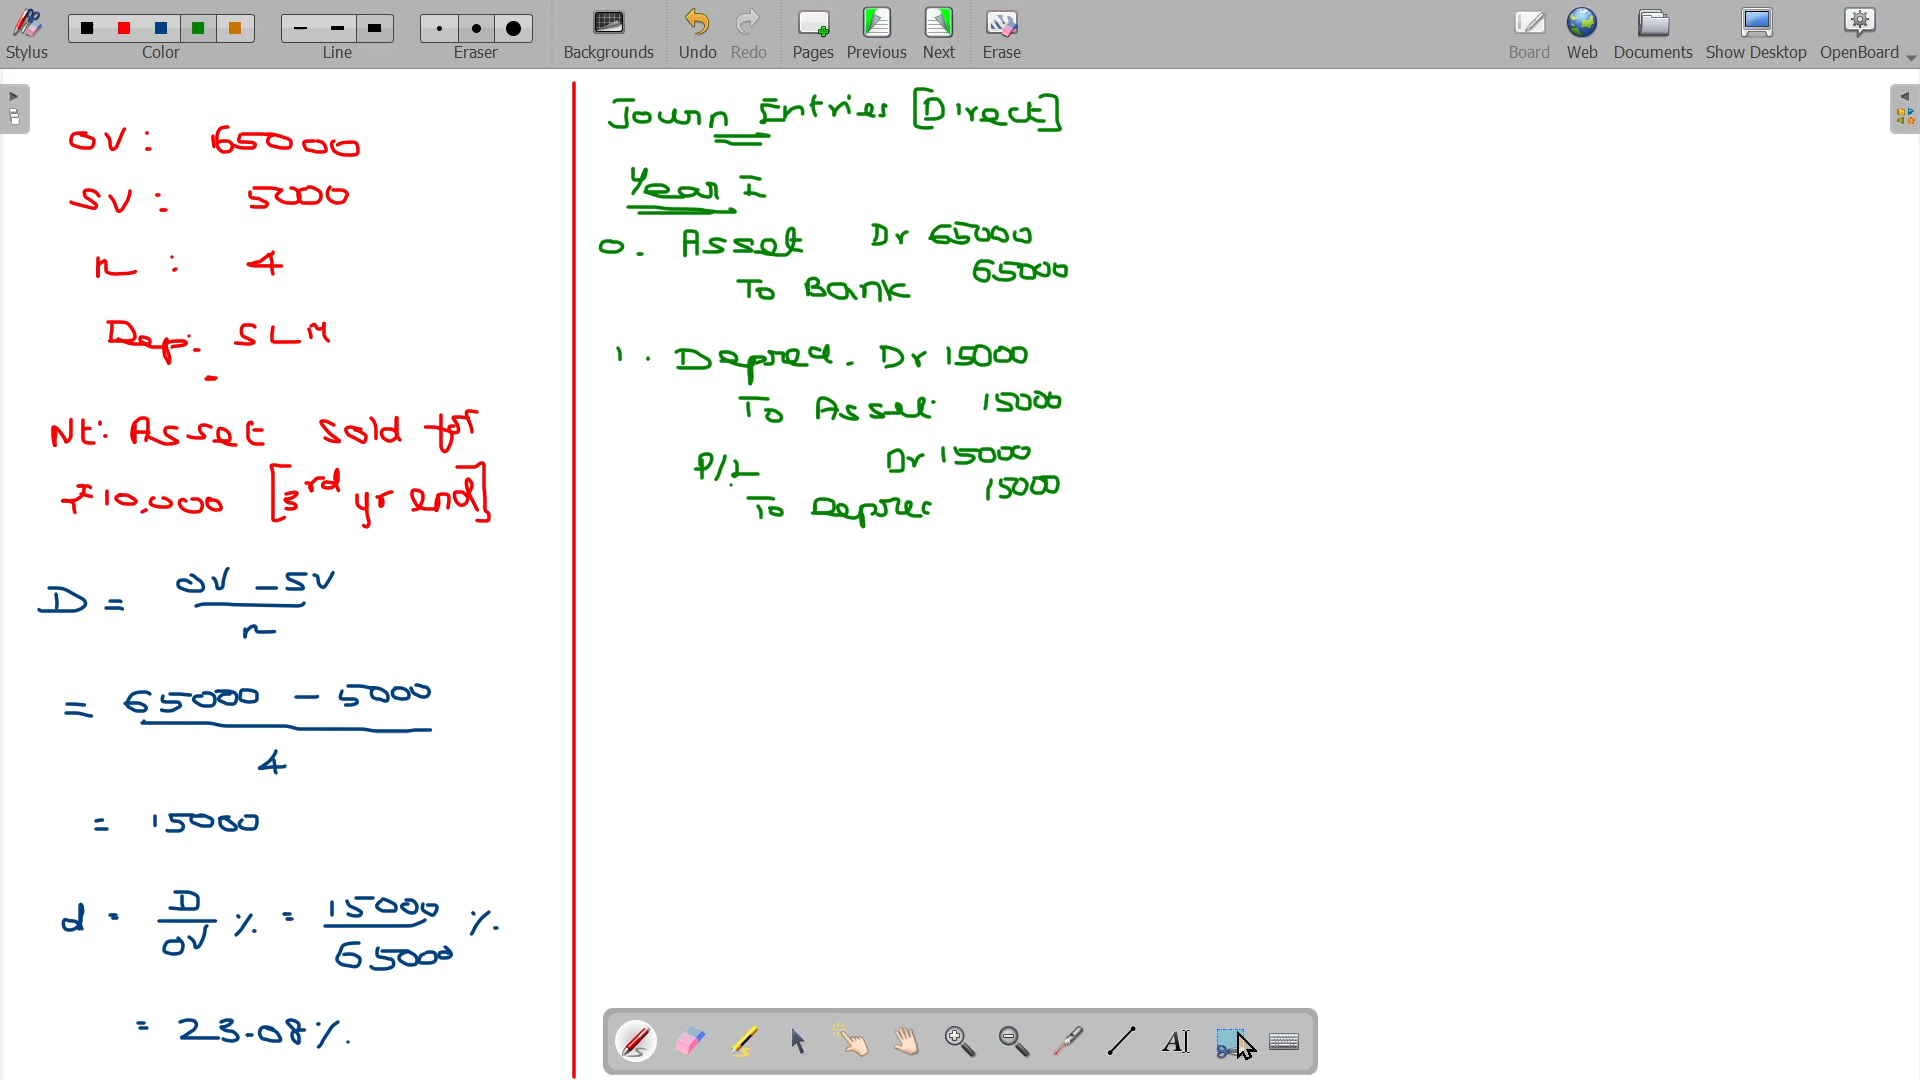 Stylus Color Line Eraser Backgrounds Undo Redo Pages Previous Next Erase Board Web Documents Show Desktop OpenBoard
OV : 65000
SV : 5000
n : 4
Dep: SLM
Nt: Asset sold for
₹10,000 [3rd yr end]
D = OV - SV
n
= 65000 - 5000
4
= 15000
d = D/OV % = 15000/65000 %
= 23.08%.
Journ Entries [Direct]
Year I
0. Asset Dr 65000
To Bank 65000
1. Depred. Dr 15000
To Asset 15000
P/L Dr 15000
To Deprec 15000
AI